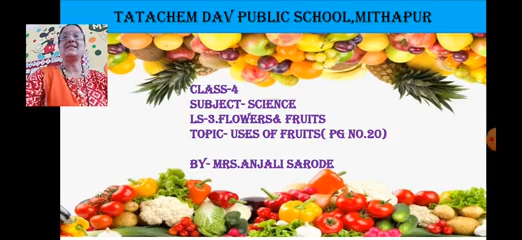 TATACHEM DAV PUBLIC SCHOOL,MITHAPUR
CLASS-4
SUBJECT- SCIENCE
LS-3.FLOWERS& FRUITS
TOPIC- USES OF FRUITS( PG NO.20)
BY- MRS.ANJALI SARODE